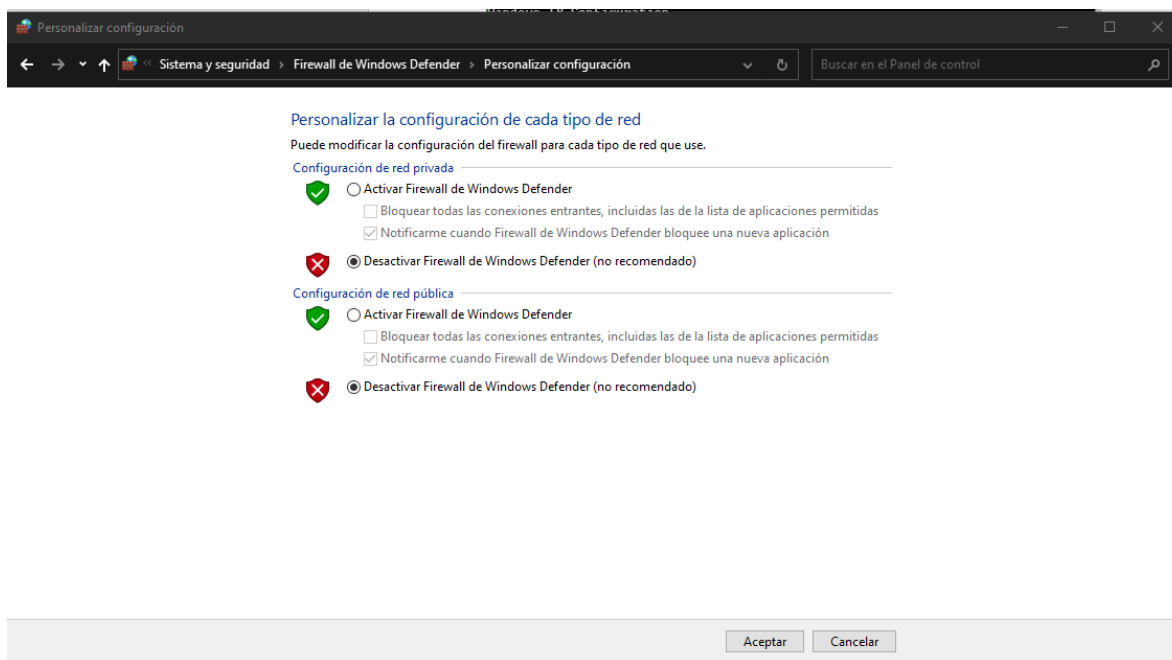 Windows IP Configuration
Personalizar configuración
Sistema y seguridad › Firewall de Windows Defender › Personalizar configuración
Buscar en el Panel de control
Personalizar la configuración de cada tipo de red
Puede modificar la configuración del firewall para cada tipo de red que use.
Configuración de red privada
Activar Firewall de Windows Defender
Bloquear todas las conexiones entrantes, incluidas las de la lista de aplicaciones permitidas
Notificarme cuando Firewall de Windows Defender bloquee una nueva aplicación
Desactivar Firewall de Windows Defender (no recomendado)
Configuración de red pública
Activar Firewall de Windows Defender
Bloquear todas las conexiones entrantes, incluidas las de la lista de aplicaciones permitidas
Notificarme cuando Firewall de Windows Defender bloquee una nueva aplicación
Desactivar Firewall de Windows Defender (no recomendado)
Aceptar
Cancelar